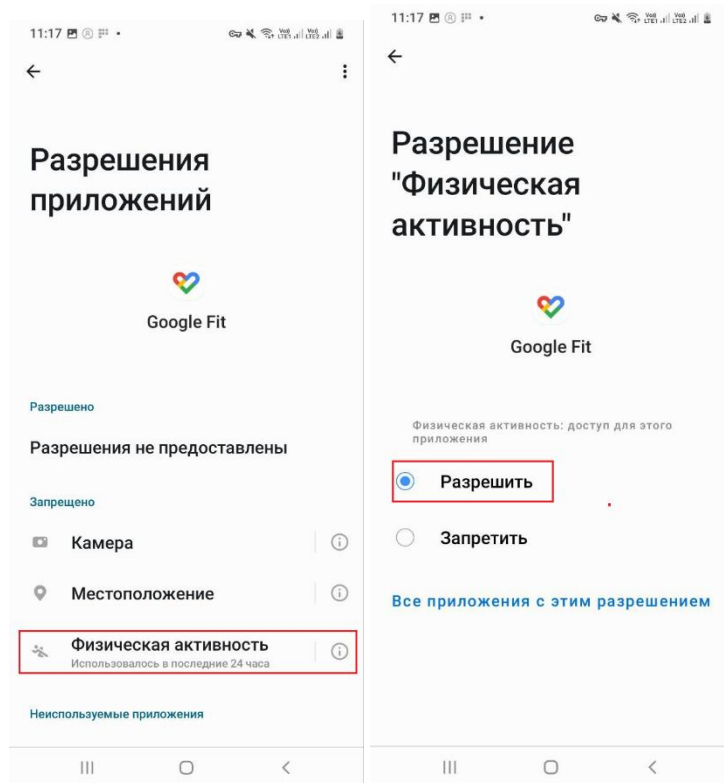 11:17
Разрешения
приложений
Google Fit
Разрешено
Разрешения не предоставлены
Запрещено
Камера
Местоположение
Физическая активность
Использовалось в последние 24 часа
Неиспользуемые приложения
11:17
Разрешение
"Физическая
активность"
Google Fit
Физическая активность: доступ для этого
приложения
Разрешить
Запретить
Все приложения с этим разрешением